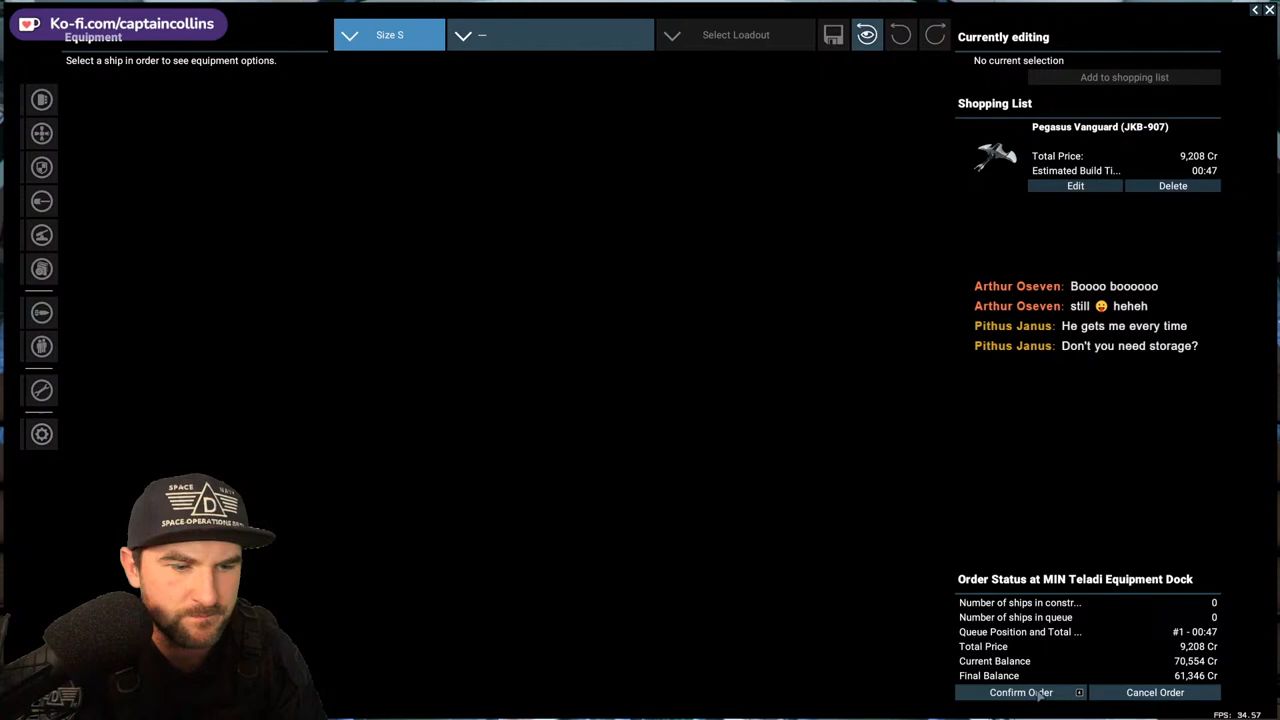 Ko-fi.com/captaincollins
Equipment
Select a ship in order to see equipment options.
Size S
—
Select Loadout
Currently editing
No current selection
Add to shopping list
Shopping List
Pegasus Vanguard (JKB-907)
Total Price: 9,208 Cr
Estimated Build Ti... 00:47
Edit Delete
Arthur Oseven: Boooo boooooo
Arthur Oseven: still 😛 heheh
Pithus Janus: He gets me every time
Pithus Janus: Don't you need storage?
SPACE NAVY
D
SPACE-OPERATIONS
Order Status at MIN Teladi Equipment Dock
Number of ships in constr... 0
Number of ships in queue 0
Queue Position and Total ... #1 - 00:47
Total Price 9,208 Cr
Current Balance 70,554 Cr
Final Balance 61,346 Cr
Confirm Order Cancel Order
FPS: 34.57